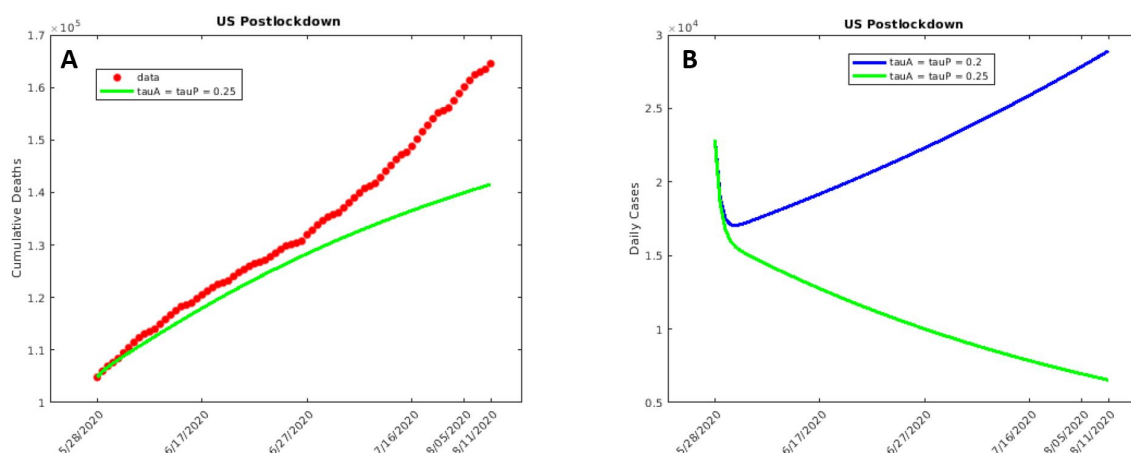 US Postlockdown
× 10^5
A
data
tauA = tauP = 0.25
Cumulative Deaths
1.7
1.6
1.5
1.4
1.3
1.2
1.1
1
5/28/2020
6/17/2020
6/27/2020
7/16/2020
8/05/2020
8/11/2020
US Postlockdown
× 10^4
B
tauA = tauP = 0.2
tauA = tauP = 0.25
Daily Cases
3
2.5
2
1.5
1
0.5
5/28/2020
6/17/2020
6/27/2020
7/16/2020
8/05/2020
8/11/2020